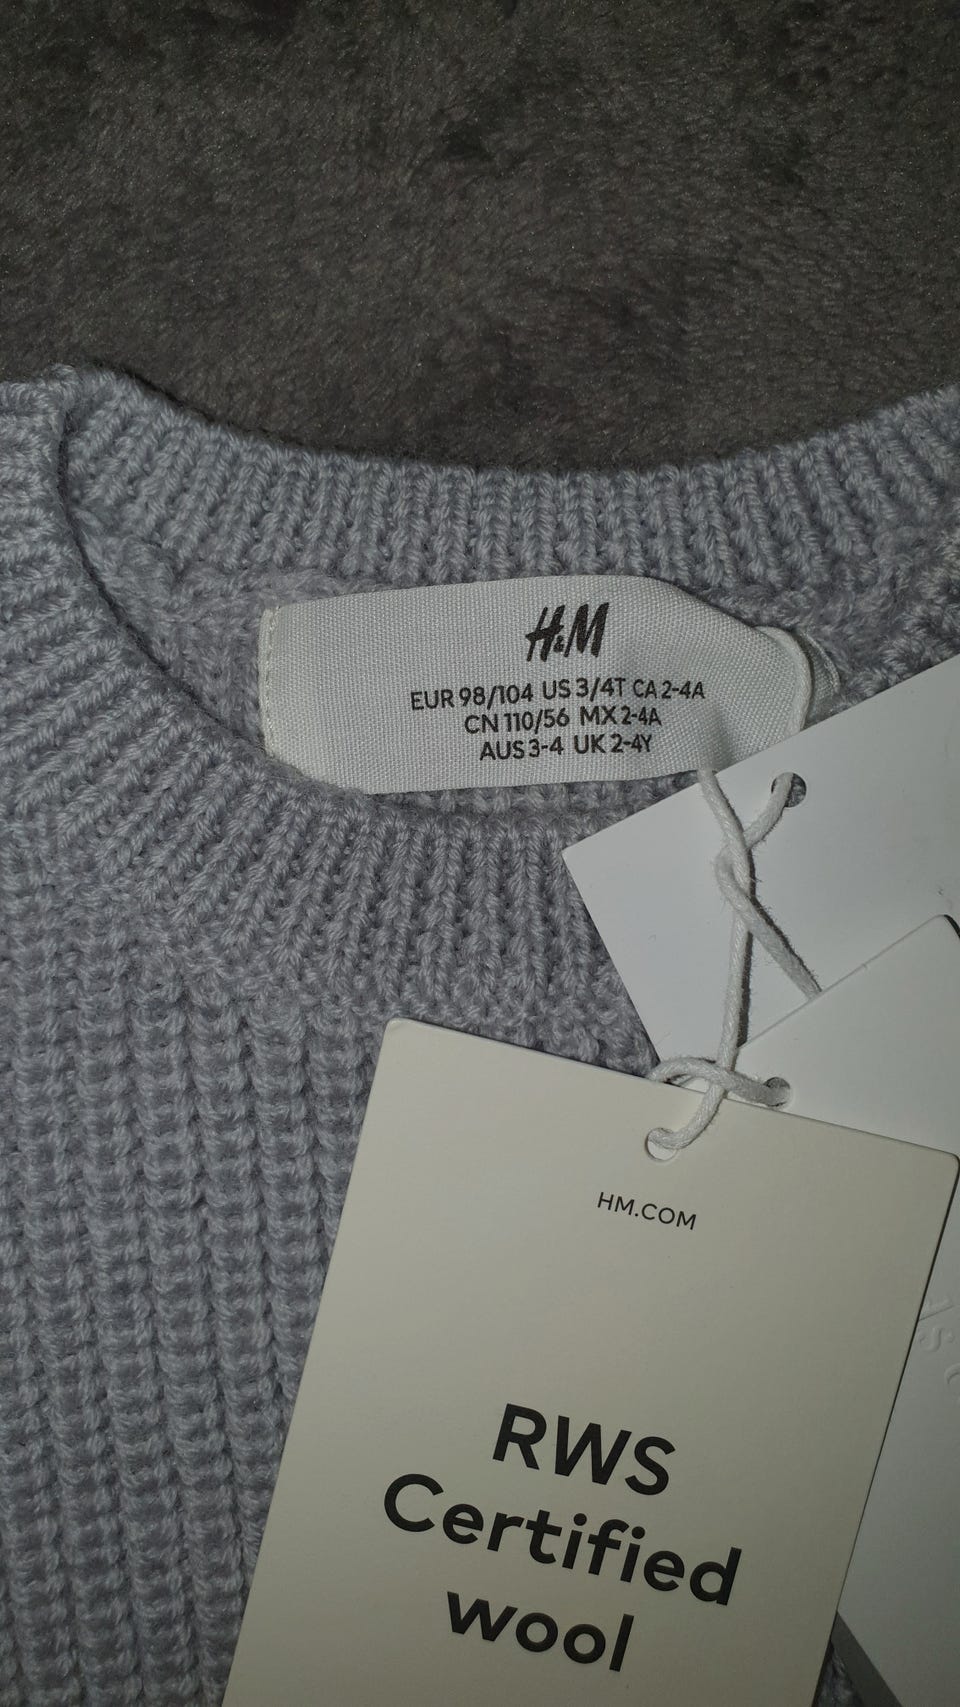 H&M
EUR 98/104 US 3/4T CA 2-4A
CN 110/56 MX 2-4A
AUS 3-4 UK 2-4Y
HM.COM
RWS
Certified
wool